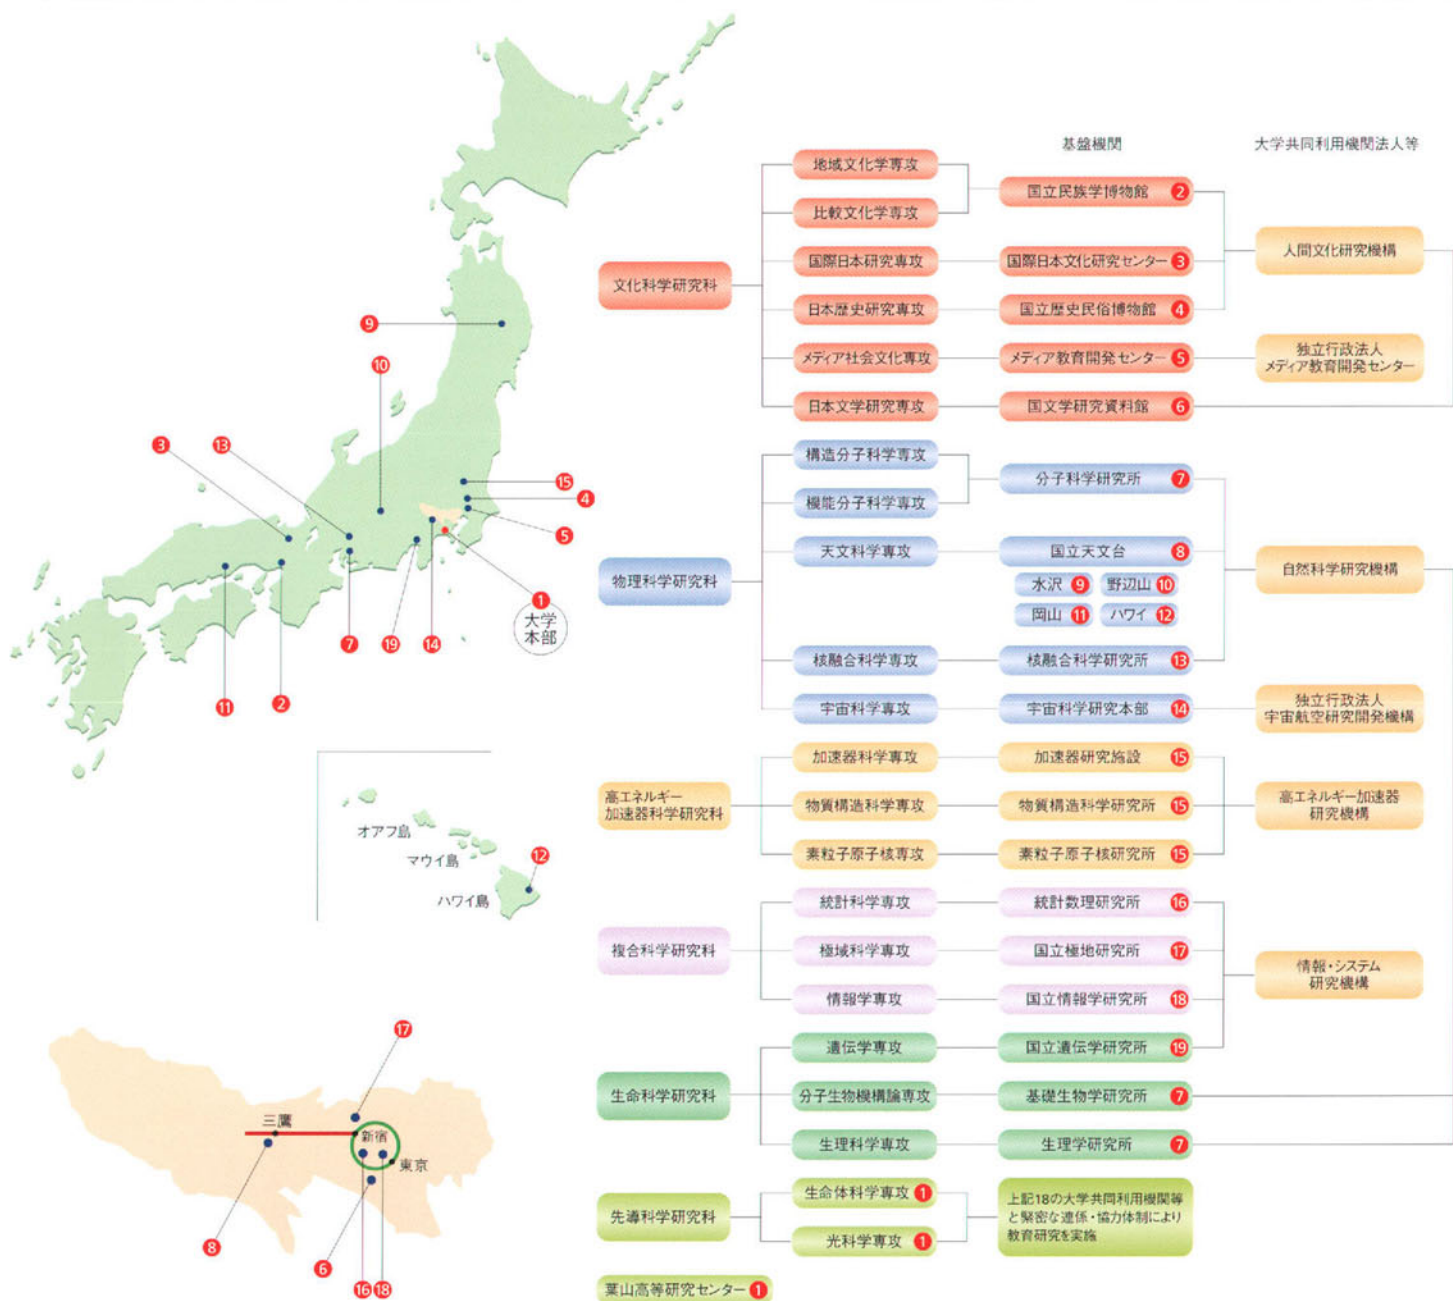 基盤機関
大学共同利用機関法人等
文化科学研究科
地域文化学専攻
比較文化学専攻
国立民族学博物館 2
国際日本研究専攻
国際日本文化研究センター 3
日本歴史研究専攻
国立歴史民俗博物館 4
人間文化研究機構
メディア社会文化専攻
メディア教育開発センター 5
独立行政法人
メディア教育開発センター
日本文学研究専攻
国文学研究資料館 6
物理科学研究科
構造分子科学専攻
機能分子科学専攻
分子科学研究所 7
天文科学専攻
国立天文台 8
水沢 9
野辺山 10
岡山 11
ハワイ 12
自然科学研究機構
核融合科学専攻
核融合科学研究所 13
宇宙科学専攻
宇宙科学研究本部 14
独立行政法人
宇宙航空研究開発機構
高エネルギー
加速器科学研究科
加速器科学専攻
加速器研究施設 15
物質構造科学専攻
物質構造科学研究所 15
素粒子原子核専攻
素粒子原子核研究所 15
高エネルギー加速器
研究機構
複合科学研究科
統計科学専攻
統計数理研究所 16
極域科学専攻
国立極地研究所 17
情報学専攻
国立情報学研究所 18
情報・システム
研究機構
生命科学研究科
遺伝学専攻
国立遺伝学研究所 19
分子生物機構論専攻
基礎生物学研究所 7
生理科学専攻
生理学研究所 7
先導科学研究科
生命体科学専攻 1
光科学専攻 1
上記18の大学共同利用機関等
と緊密な連係・協力体制により
教育研究を実施
葉山高等研究センター 1
9
10
3
13
15
4
5
1
大学
本部
7
19
14
11
2
オアフ島
マウイ島
ハワイ島
12
17
三鷹
新宿
東京
8
6
16
18